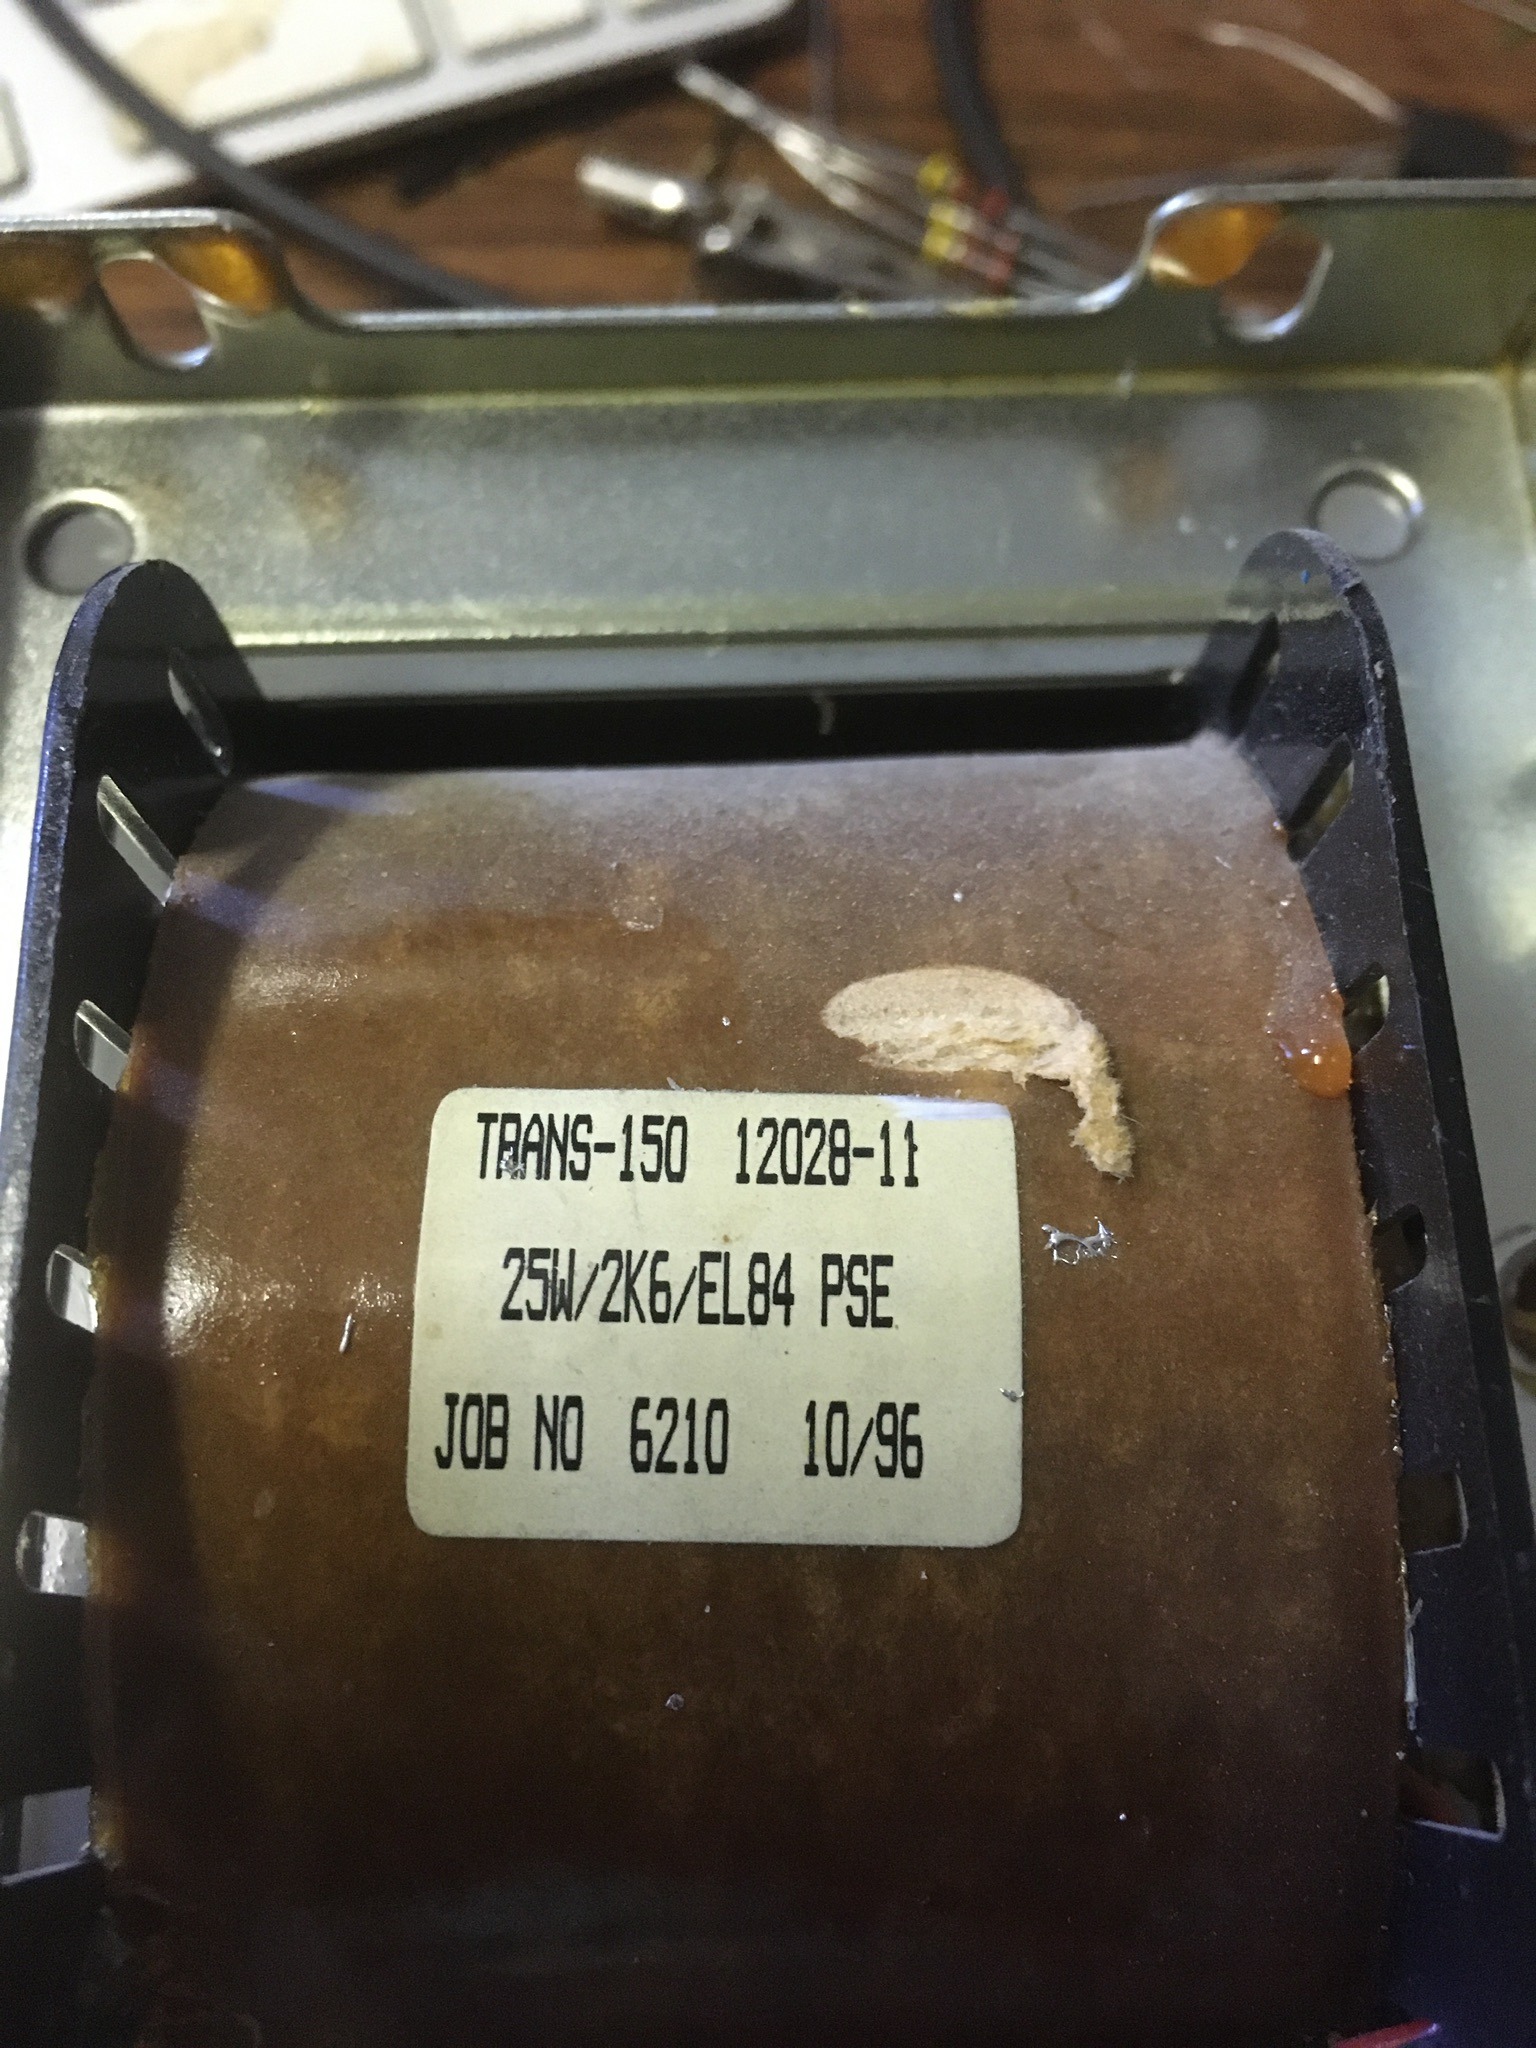 TRANS-150 12028-11
25W/2K6/EL84 PSE
JOB NO 6210 10/96